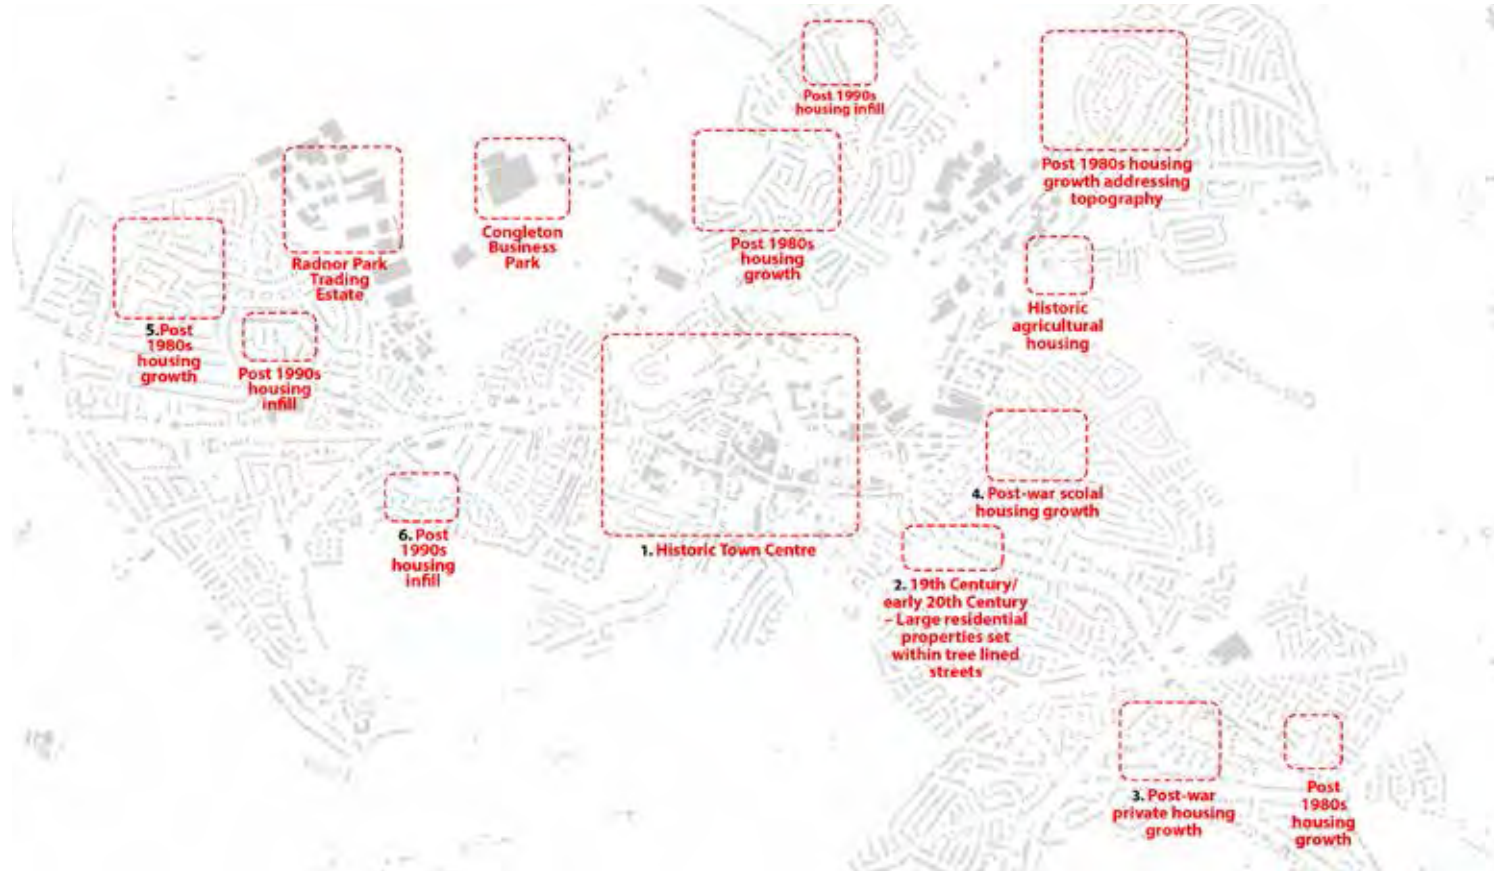 Post 1990s
housing infill
Post 1980s housing
growth addressing
topography
Congleton
Business
Park
Post 1980s
housing
growth
Radnor Park
Trading
Estate
Historic
agricultural
housing
5. Post
1980s
housing
growth
Post 1990s
housing
infill
4. Post-war scolal
housing growth
6. Post
1990s
housing
infill
1. Historic Town Centre
2. 19th Century/
early 20th Century
– Large residential
properties set
within tree lined
streets
3. Post-war
private housing
growth
Post
1980s
housing
growth